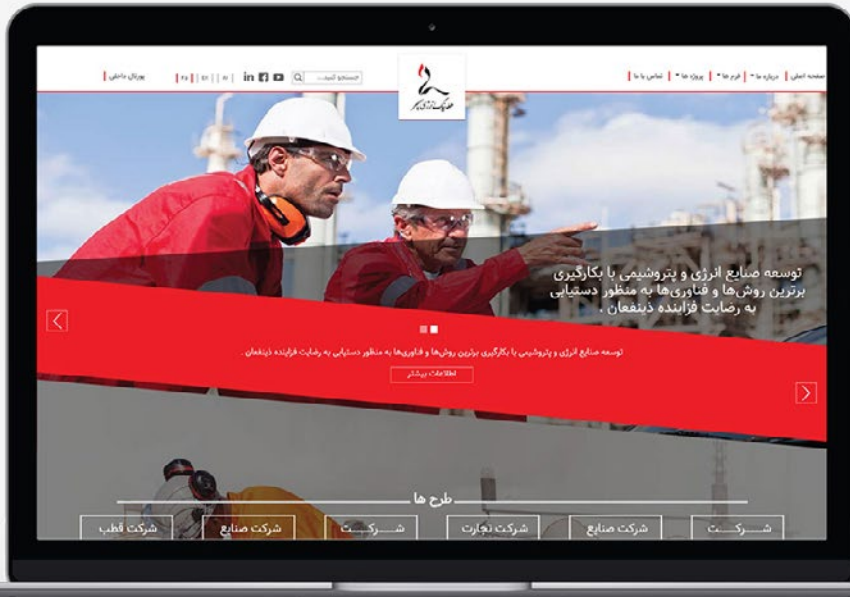 صفحه اصلی | درباره ما | فرم ها | پروژه ها | تماس با ما
جستجو کنید...
in
پورتال داخلی
توسعه صنایع انرژی و پتروشیمی با بکارگیری
برترین روش‌ها و فناوری‌ها به منظور دستیابی
به رضایت فزاینده ذینفعان .
توسعه صنایع انرژی و پتروشیمی با بکارگیری برترین روش‌ها و فناوری‌ها به منظور دستیابی به رضایت فزاینده ذینفعان .
اطلاعات بیشتر
طرح ها
شـــرکـــت
شرکت صنایع
شرکت تجارت
شـــرکـــت
شرکت صنایع
شرکت قطب